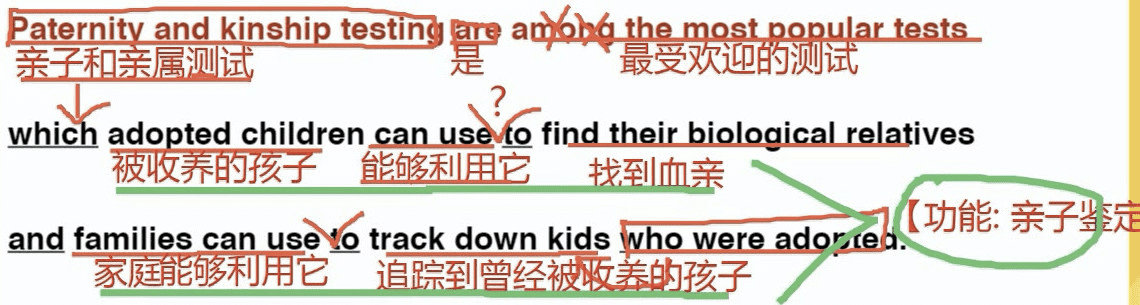 Paternity and kinship testing are among the most popular tests
亲子和亲属测试 是 最受欢迎的测试
?
which adopted children can use to find their biological relatives
被收养的孩子 能够利用它 找到血亲
【功能: 亲子鉴定
and families can use to track down kids who were adopted.
家庭能够利用它 追踪到曾经被收养的孩子